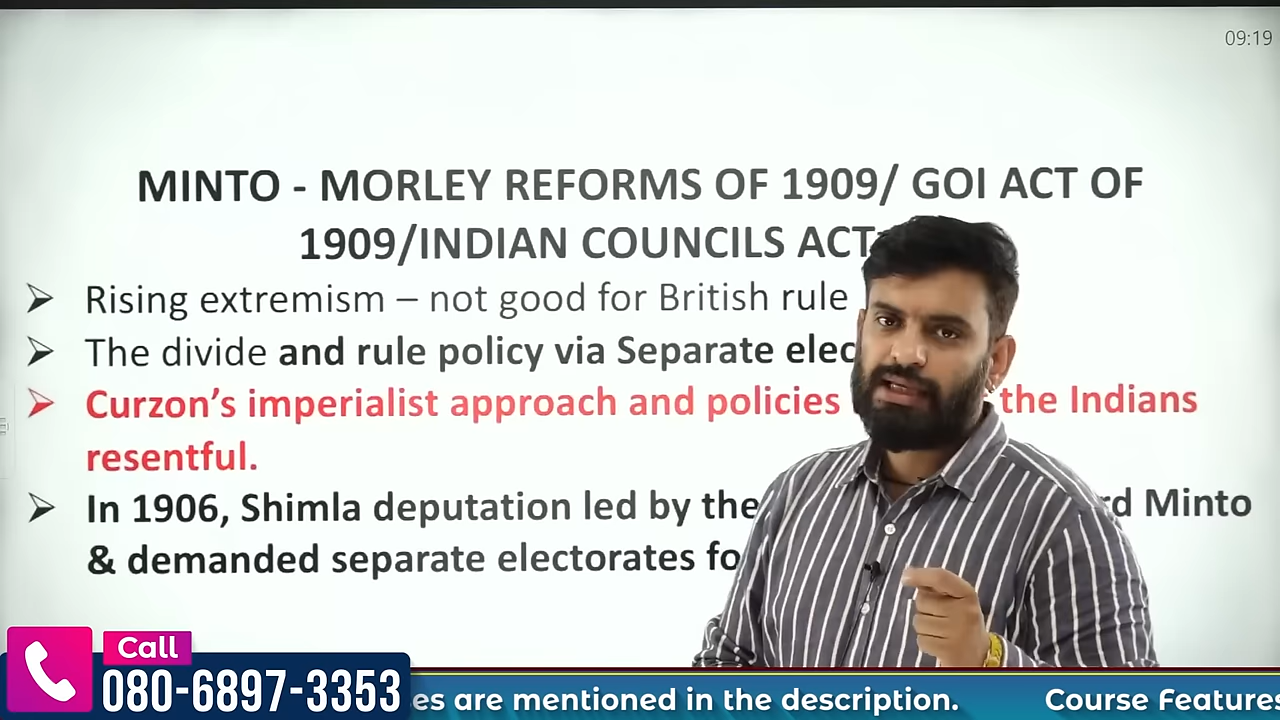 09:19
MINTO - MORLEY REFORMS OF 1909/ GOI ACT OF
1909/INDIAN COUNCILS ACT
Rising extremism – not good for British rule
The divide and rule policy via Separate elec
Curzon’s imperialist approach and policies the Indians
resentful.
In 1906, Shimla deputation led by the rd Minto
& demanded separate electorates fo
Call
080-6897-3353
es are mentioned in the description. Course Features